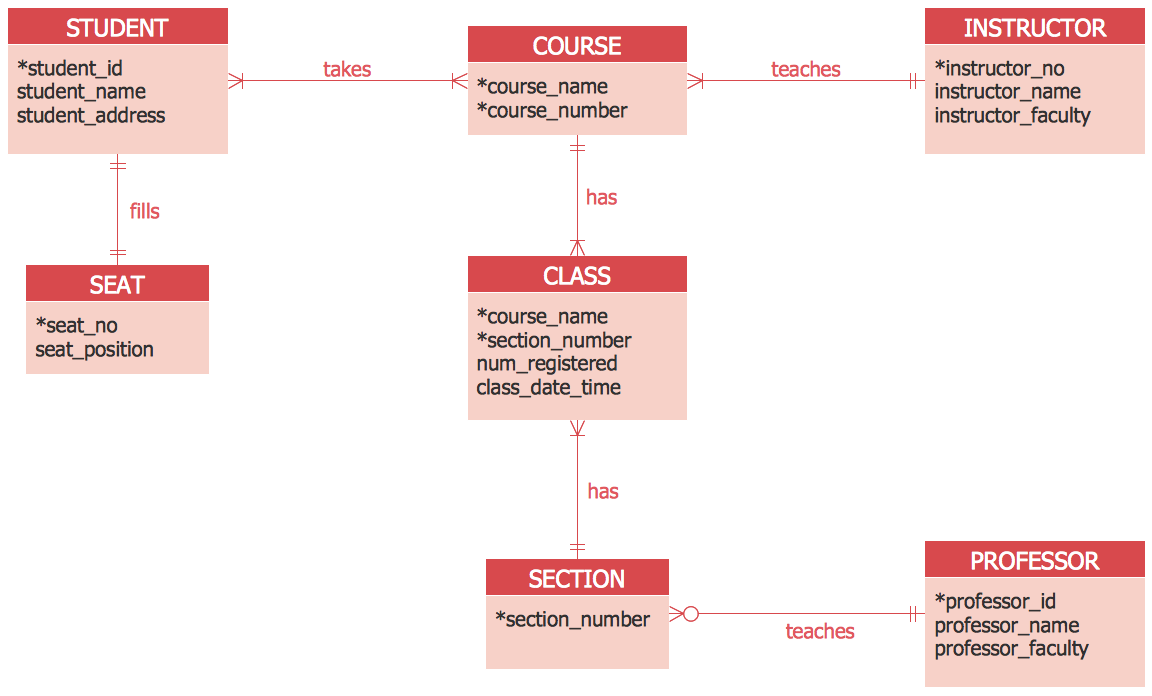 STUDENT
*student_id
student_name
student_address
takes
COURSE
*course_name
*course_number
teaches
INSTRUCTOR
*instructor_no
instructor_name
instructor_faculty
fills
has
SEAT
*seat_no
seat_position
CLASS
*course_name
*section_number
num_registered
class_date_time
has
SECTION
*section_number
teaches
PROFESSOR
*professor_id
professor_name
professor_faculty